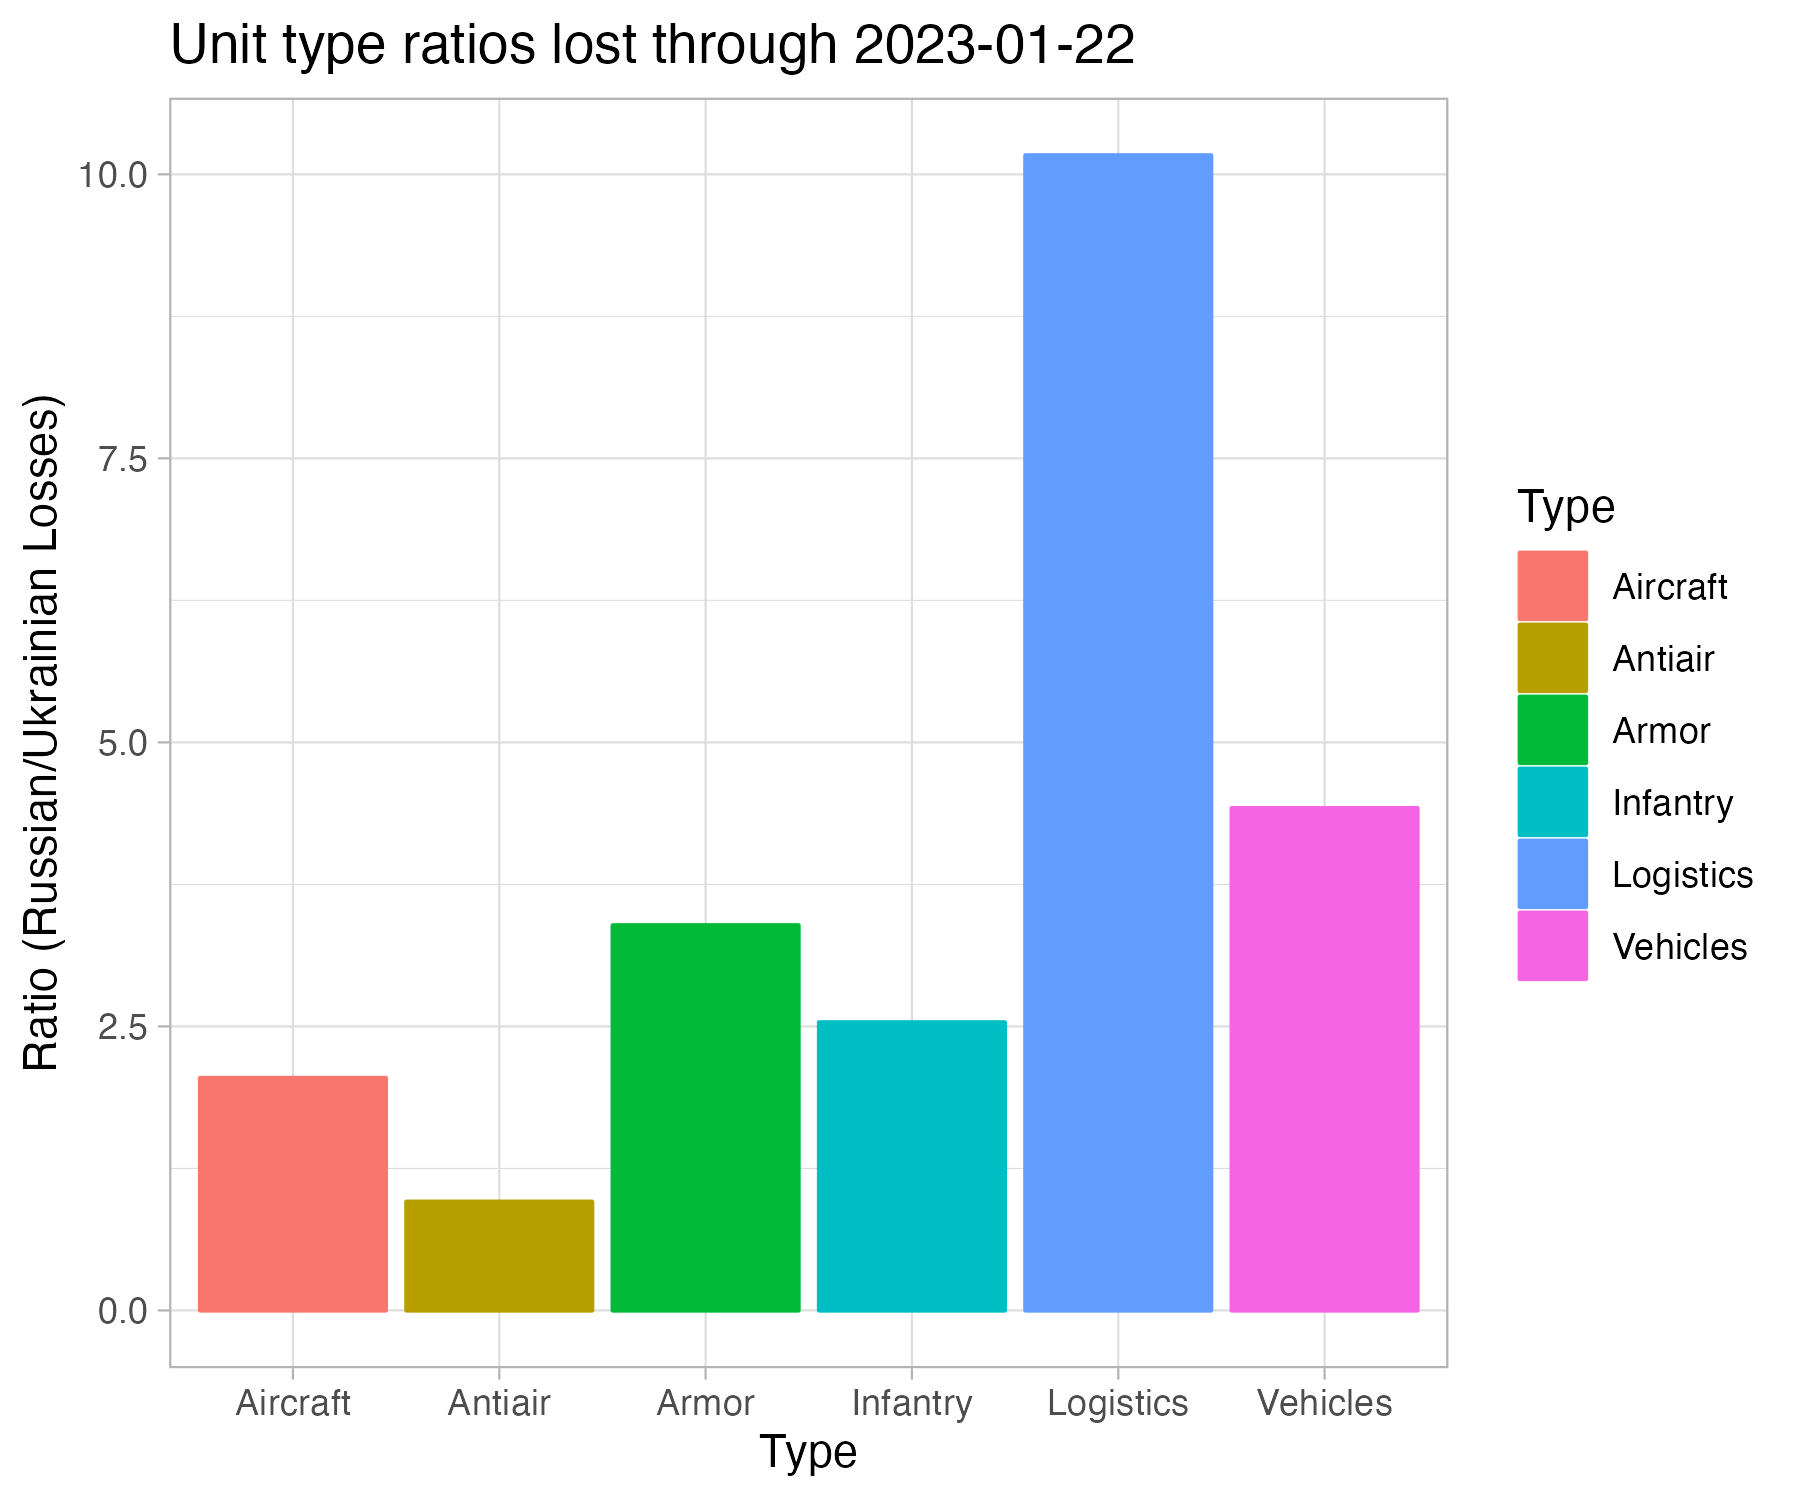 Unit type ratios lost through 2023-01-22
Ratio (Russian/Ukrainian Losses)
10.0
7.5
5.0
2.5
0.0
Aircraft
Antiair
Armor
Infantry
Logistics
Vehicles
Type
Type
Aircraft
Antiair
Armor
Infantry
Logistics
Vehicles